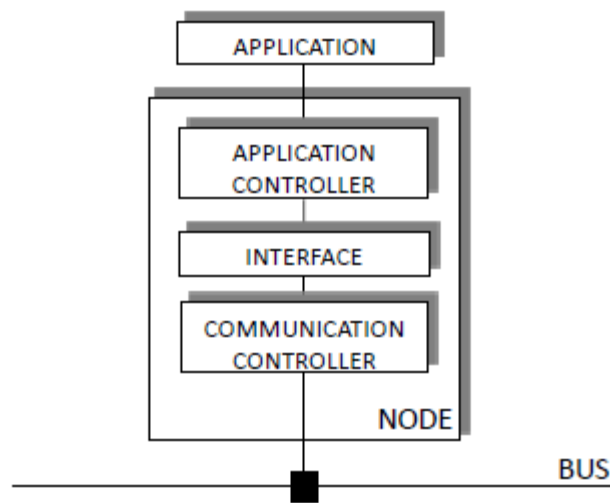 APPLICATION
APPLICATION
CONTROLLER
INTERFACE
COMMUNICATION
CONTROLLER
NODE
BUS